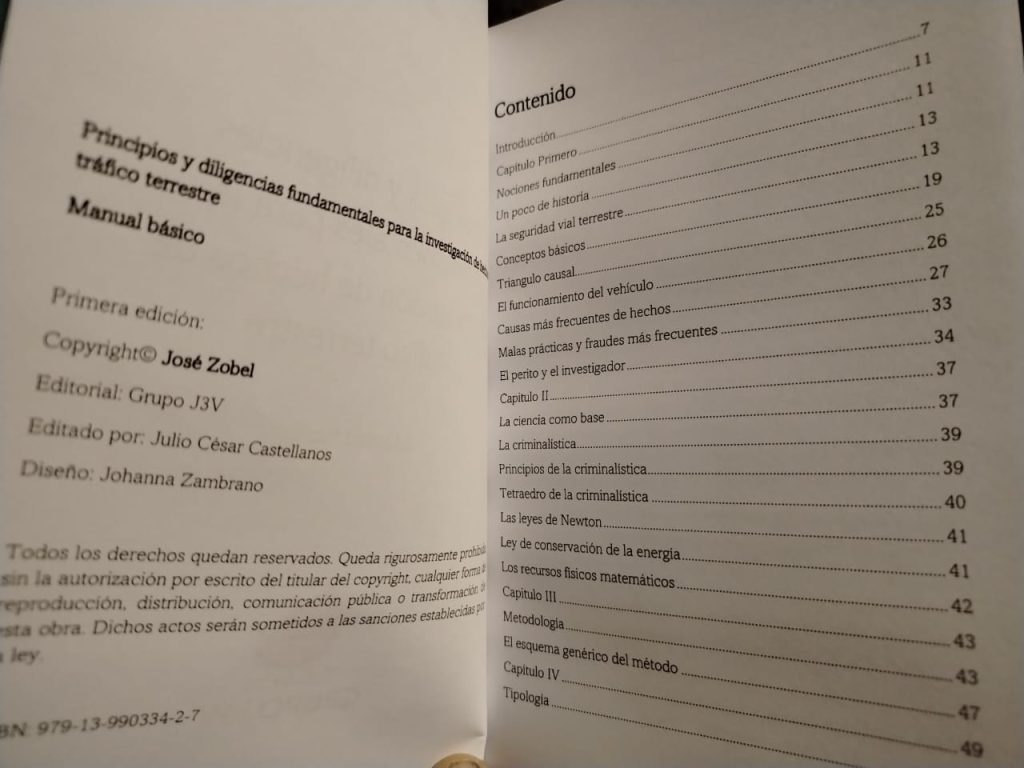 Principios y diligencias fundamentales para la investigación de
tráfico terrestre
Manual básico
Primera edición:
Copyright© José Zobel
Editorial: Grupo J3V
Editado por: Julio César Castellanos
Diseño: Johanna Zambrano
Todos los derechos quedan reservados. Queda rigurosamente
sin la autorización por escrito del titular del copyright, cualquier forma de
reproducción, distribución, comunicación pública o transformación de
esta obra. Dichos actos serán sometidos a las sanciones establecidas por
ley.
BN: 979-13-990334-2-7
Contenido
Introducción 7
Capítulo Primero 11
Nociones fundamentales 11
Un poco de historia 13
La seguridad vial terrestre 13
Conceptos básicos 19
Triangulo causal 25
El funcionamiento del vehículo 26
Causas más frecuentes de hechos 27
Malas prácticas y fraudes más frecuentes 33
El perito y el investigador 34
Capitulo II 37
La ciencia como base 37
La criminalística 39
Principios de la criminalística 39
Tetraedro de la criminalística 40
Las leyes de Newton 41
Ley de conservación de la energía 41
Los recursos físicos matemáticos 42
Capitulo III 43
Metodología 43
El esquema genérico del método 47
Capítulo IV 49
Tipología